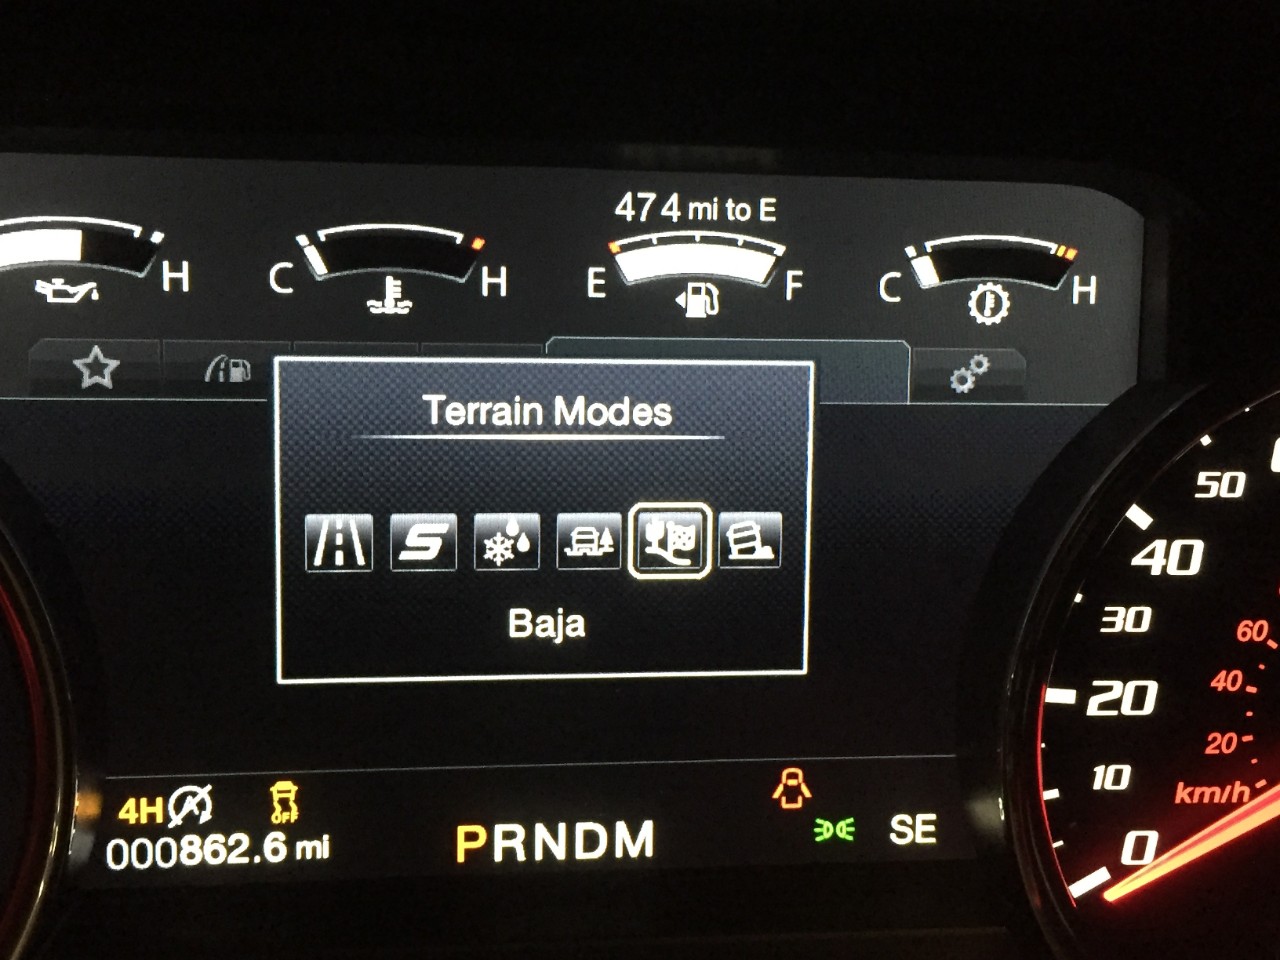 474 mi to E
H
C H
E F
C H
Terrain Modes
S
Baja
4H
OFF
000862.6 mi
PRNDM
SE
50
40
30
20
10
0
60
40
20
km/h